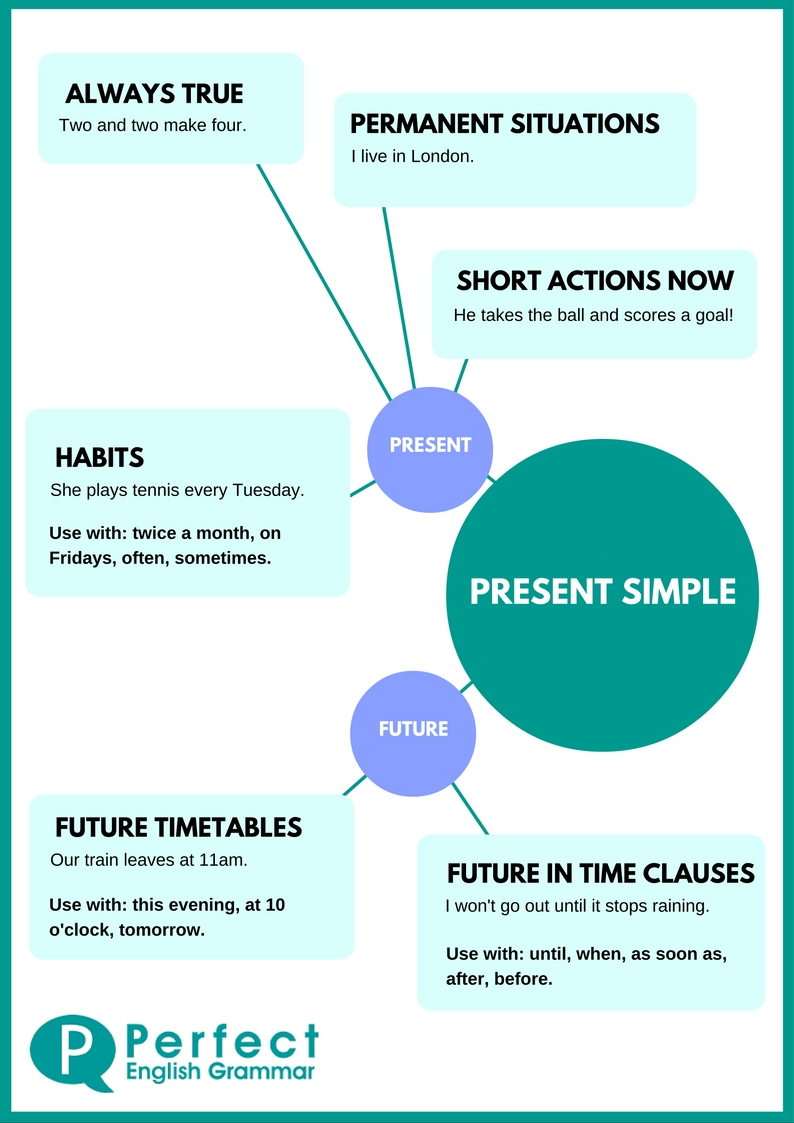 ALWAYS TRUE
Two and two make four.
PERMANENT SITUATIONS
I live in London.
SHORT ACTIONS NOW
He takes the ball and scores a goal!
PRESENT
HABITS
She plays tennis every Tuesday.
Use with: twice a month, on
Fridays, often, sometimes.
PRESENT SIMPLE
FUTURE
FUTURE TIMETABLES
Our train leaves at 11am.
Use with: this evening, at 10
o'clock, tomorrow.
FUTURE IN TIME CLAUSES
I won't go out until it stops raining.
Use with: until, when, as soon as,
after, before.
P
Perfect
English Grammar